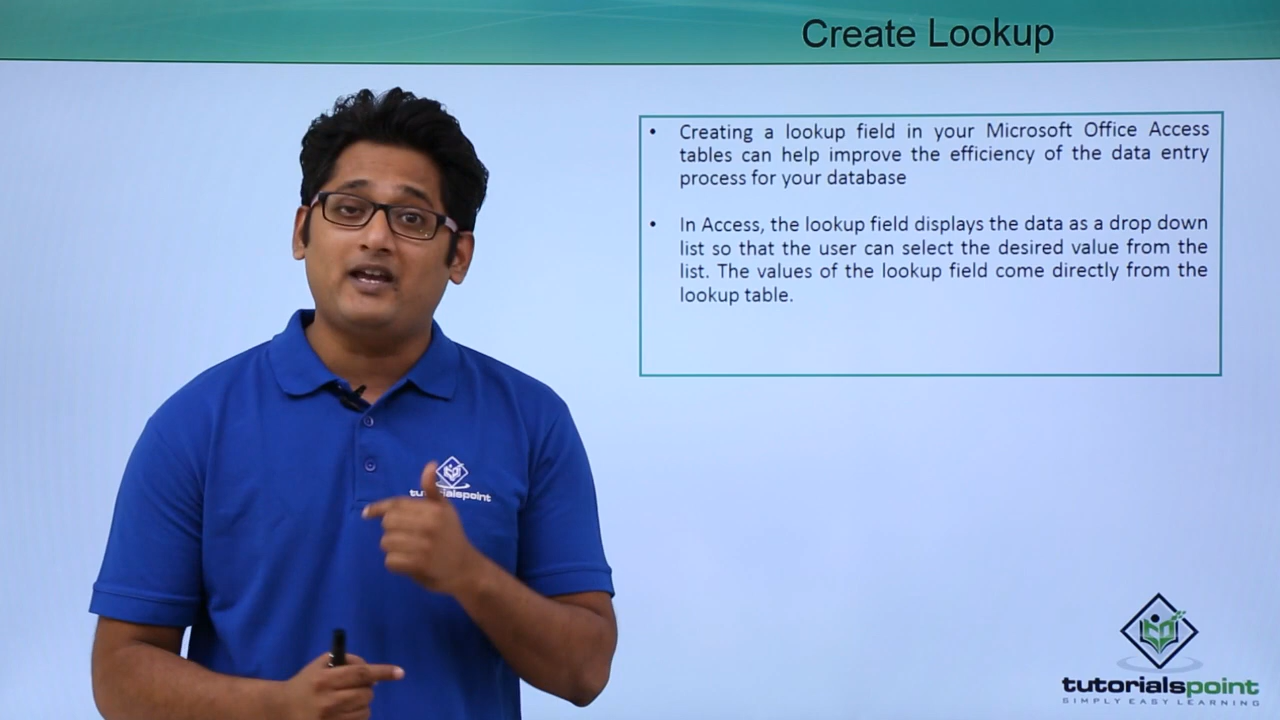 Create Lookup
• Creating a lookup field in your Microsoft Office Access
tables can help improve the efficiency of the data entry
process for your database
• In Access, the lookup field displays the data as a drop down
list so that the user can select the desired value from the
list. The values of the lookup field come directly from the
lookup table.
tutorialspoint
tutorialspoint
SIMPLY EASY LEARNING